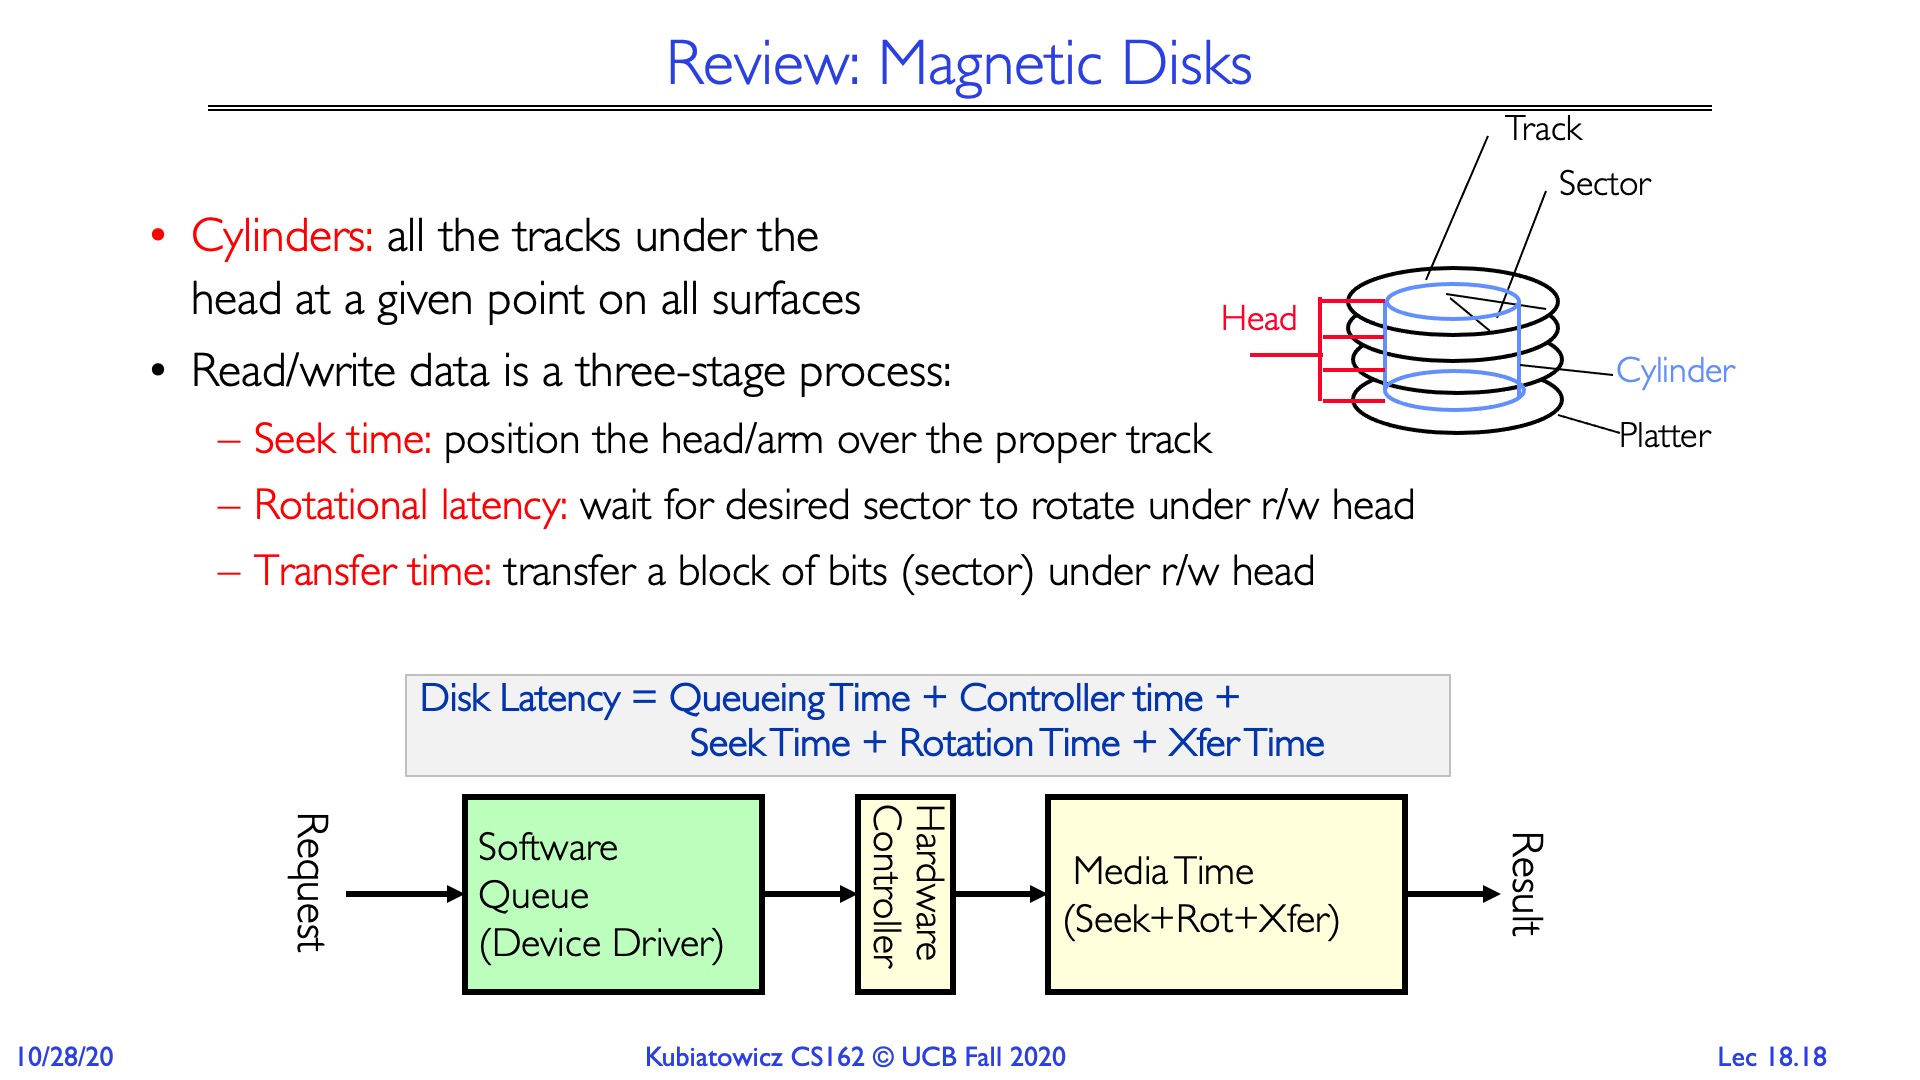 Review: Magnetic Disks
Track
Sector
• Cylinders: all the tracks under the
head at a given point on all surfaces
Head
Cylinder
Platter
• Read/write data is a three-stage process:
– Seek time: position the head/arm over the proper track
– Rotational latency: wait for desired sector to rotate under r/w head
– Transfer time: transfer a block of bits (sector) under r/w head
Disk Latency = Queueing Time + Controller time +
Seek Time + Rotation Time + Xfer Time
Request
Software
Queue
(Device Driver)
Hardware
Controller
Media Time
(Seek+Rot+Xfer)
Result
10/28/20
Kubiatowicz CS162 © UCB Fall 2020
Lec 18.18